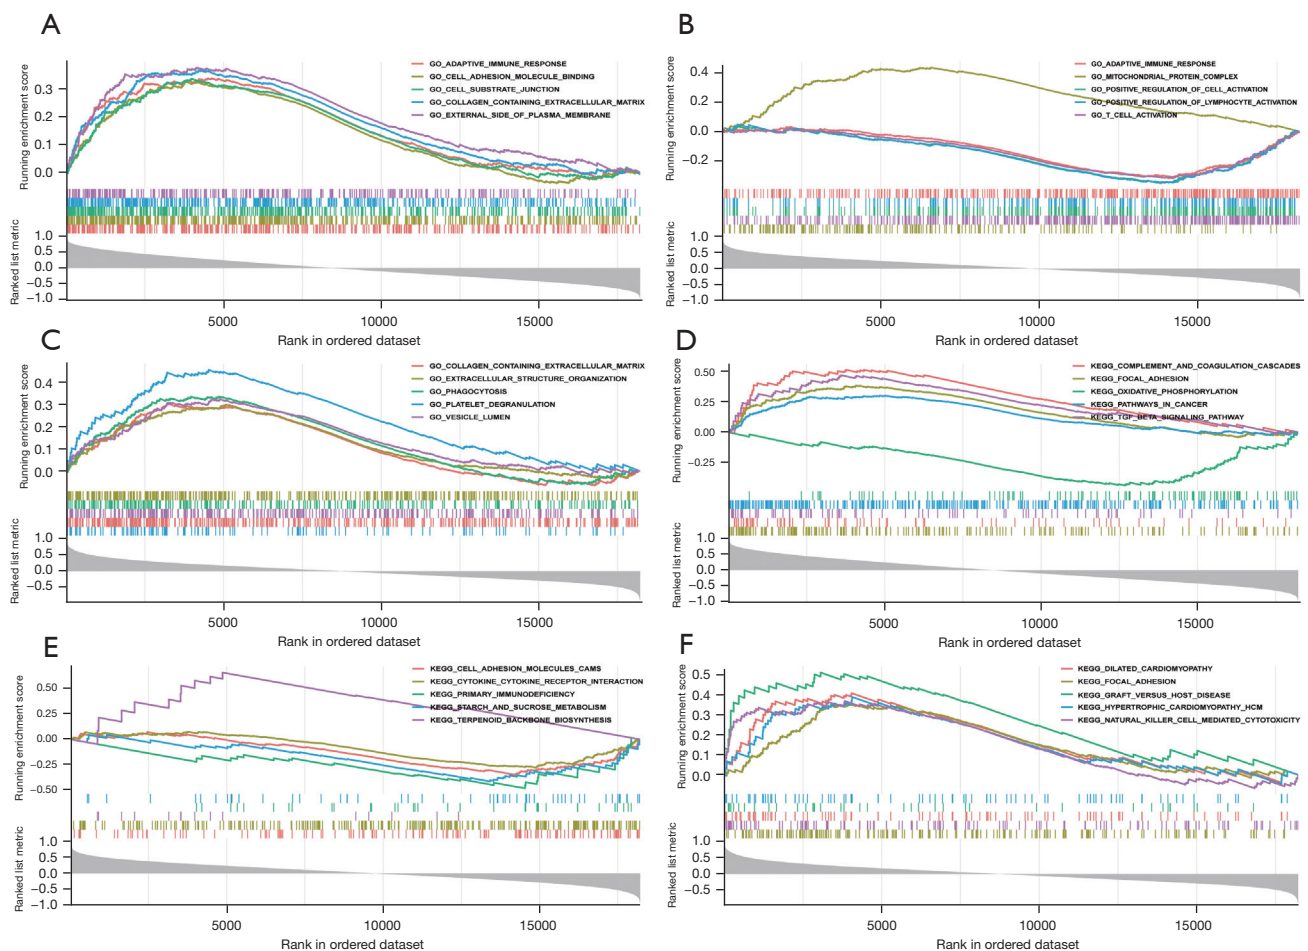 A
Running enrichment score
0.3
0.2
0.1
0.0
GO_ADAPTIVE_IMMUNE_RESPONSE
GO_CELL_ADHESION_MOLECULE_BINDING
GO_CELL_SUBSTRATE_JUNCTION
GO_COLLAGEN_CONTAINING_EXTRACELLULAR_MATRIX
GO_EXTERNAL_SIDE_OF_PLASMA_MEMBRANE
Ranked list metric
1.0
0.5
0.0
−0.5
−1.0
5000 10000 15000
Rank in ordered dataset
B
Running enrichment score
0.4
0.2
0.0
−0.2
GO_ADAPTIVE_IMMUNE_RESPONSE
GO_MITOCHONDRIAL_PROTEIN_COMPLEX
GO_POSITIVE_REGULATION_OF_CELL_ACTIVATION
GO_POSITIVE_REGULATION_OF_LYMPHOCYTE_ACTIVATION
GO_T_CELL_ACTIVATION
Ranked list metric
1.0
0.5
0.0
−0.5
−1.0
5000 10000 15000
Rank in ordered dataset
C
Running enrichment score
0.4
0.3
0.2
0.1
0.0
GO_COLLAGEN_CONTAINING_EXTRACELLULAR_MATRIX
GO_EXTRACELLULAR_STRUCTURE_ORGANIZATION
GO_PHAGOCYTOSIS
GO_PLATELET_DEGRANULATION
GO_VESICLE_LUMEN
Ranked list metric
1.0
0.5
0.0
−0.5
5000 10000 15000
Rank in ordered dataset
D
Running enrichment score
0.50
0.25
0.00
−0.25
KEGG_COMPLEMENT_AND_COAGULATION_CASCADES
KEGG_FOCAL_ADHESION
KEGG_OXIDATIVE_PHOSPHORYLATION
KEGG_PATHWAYS_IN_CANCER
KEGG_TGF_BETA_SIGNALING_PATHWAY
Ranked list metric
1.0
0.5
0.0
−0.5
−1.0
5000 10000 15000
Rank in ordered dataset
E
Running enrichment score
0.50
0.25
0.00
−0.25
−0.50
KEGG_CELL_ADHESION_MOLECULES_CAMS
KEGG_CYTOKINE_CYTOKINE_RECEPTOR_INTERACTION
KEGG_PRIMARY_IMMUNODEFICIENCY
KEGG_STARCH_AND_SUCROSE_METABOLISM
KEGG_TERPENOID_BACKBONE_BIOSYNTHESIS
Ranked list metric
1.0
0.5
0.0
−0.5
−1.0
5000 10000 15000
Rank in ordered dataset
F
Running enrichment score
0.5
0.4
0.3
0.2
0.1
0.0
KEGG_DILATED_CARDIOMYOPATHY
KEGG_FOCAL_ADHESION
KEGG_GRAFT_VERSUS_HOST_DISEASE
KEGG_HYPERTROPHIC_CARDIOMYOPATHY_HCM
KEGG_NATURAL_KILLER_CELL_MEDIATED_CYTOTOXICITY
Ranked list metric
1.0
0.5
0.0
−0.5
5000 10000 15000
Rank in ordered dataset